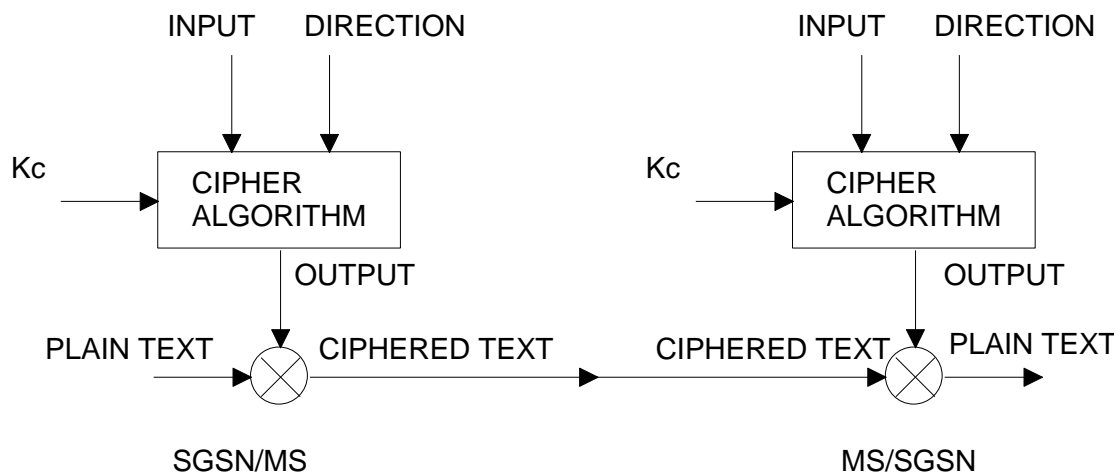 INPUT DIRECTION
INPUT DIRECTION
Kc
CIPHER
ALGORITHM
Kc
CIPHER
ALGORITHM
OUTPUT
OUTPUT
PLAIN TEXT
CIPHERED TEXT
CIPHERED TEXT
PLAIN TEXT
SGSN/MS
MS/SGSN